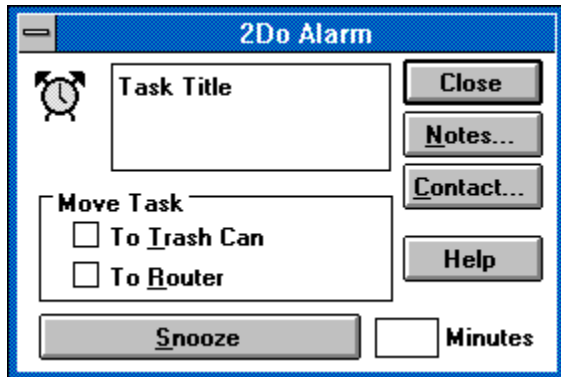 2Do Alarm
Task Title
Close
Notes...
Contact...
Move Task
To Trash Can
To Router
Help
Snooze
Minutes